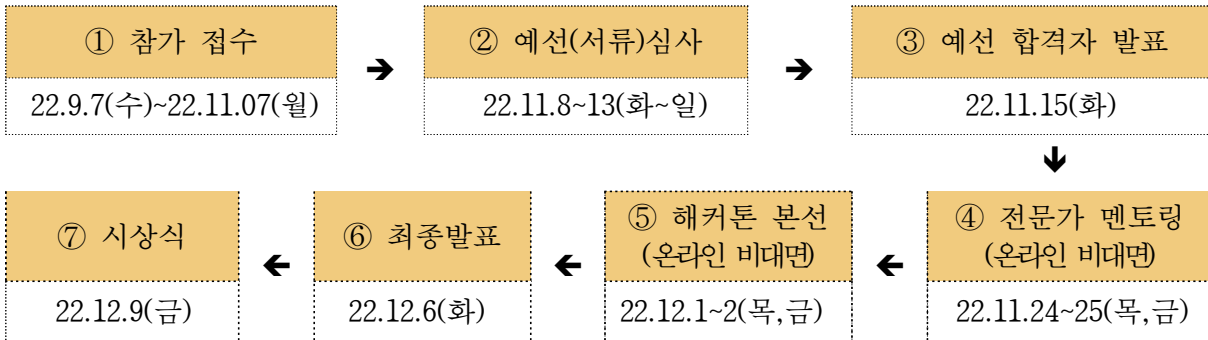 ① 참가 접수
22.9.7(수)~22.11.07(월)
② 예선(서류)심사
22.11.8~13(화~일)
③ 예선 합격자 발표
22.11.15(화)
④ 전문가 멘토링
(온라인 비대면)
22.11.24~25(목,금)
⑤ 해커톤 본선
(온라인 비대면)
22.12.1~2(목,금)
⑥ 최종발표
22.12.6(화)
⑦ 시상식
22.12.9(금)